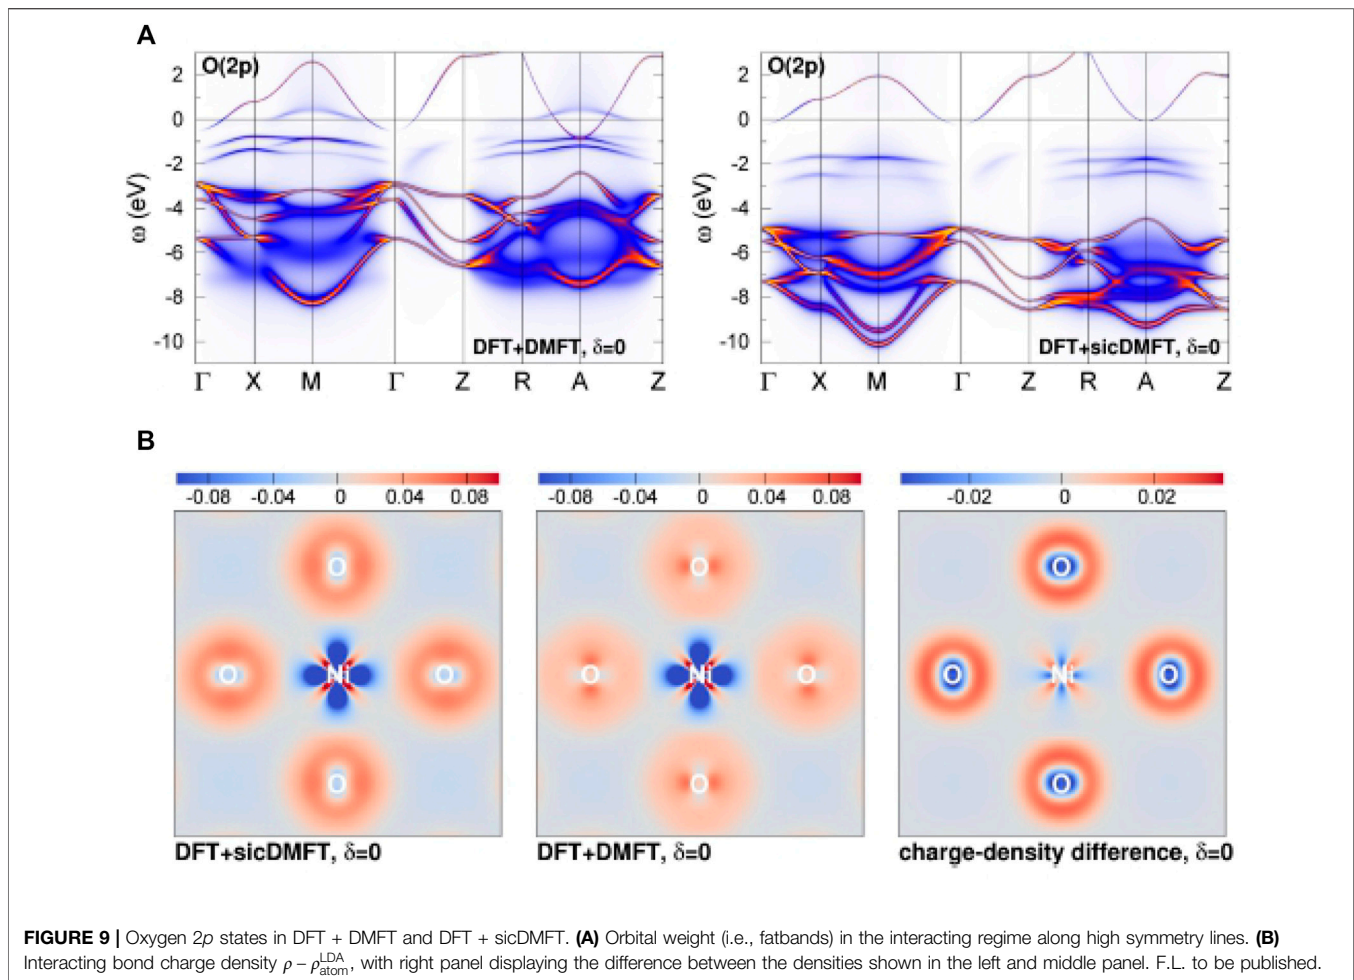 A
O(2p)
O(2p)
2
0
-2
-4
-6
-8
-10
ω (eV)
DFT+DMFT, δ=0
Γ X M Γ Z R A Z
2
0
-2
-4
-6
-8
-10
ω (eV)
DFT+sicDMFT, δ=0
Γ X M Γ Z R A Z
B
-0.08 -0.04 0 0.04 0.08
-0.08 -0.04 0 0.04 0.08
-0.02 0 0.02
O
O Ni O
O
DFT+sicDMFT, δ=0
O
O Ni O
O
DFT+DMFT, δ=0
O
O Ni O
O
charge-density difference, δ=0
FIGURE 9 | Oxygen 2p states in DFT + DMFT and DFT + sicDMFT. (A) Orbital weight (i.e., fatbands) in the interacting regime along high symmetry lines. (B)
Interacting bond charge density ρ − ρ^LDA_atom, with right panel displaying the difference between the densities shown in the left and middle panel. F.L. to be published.